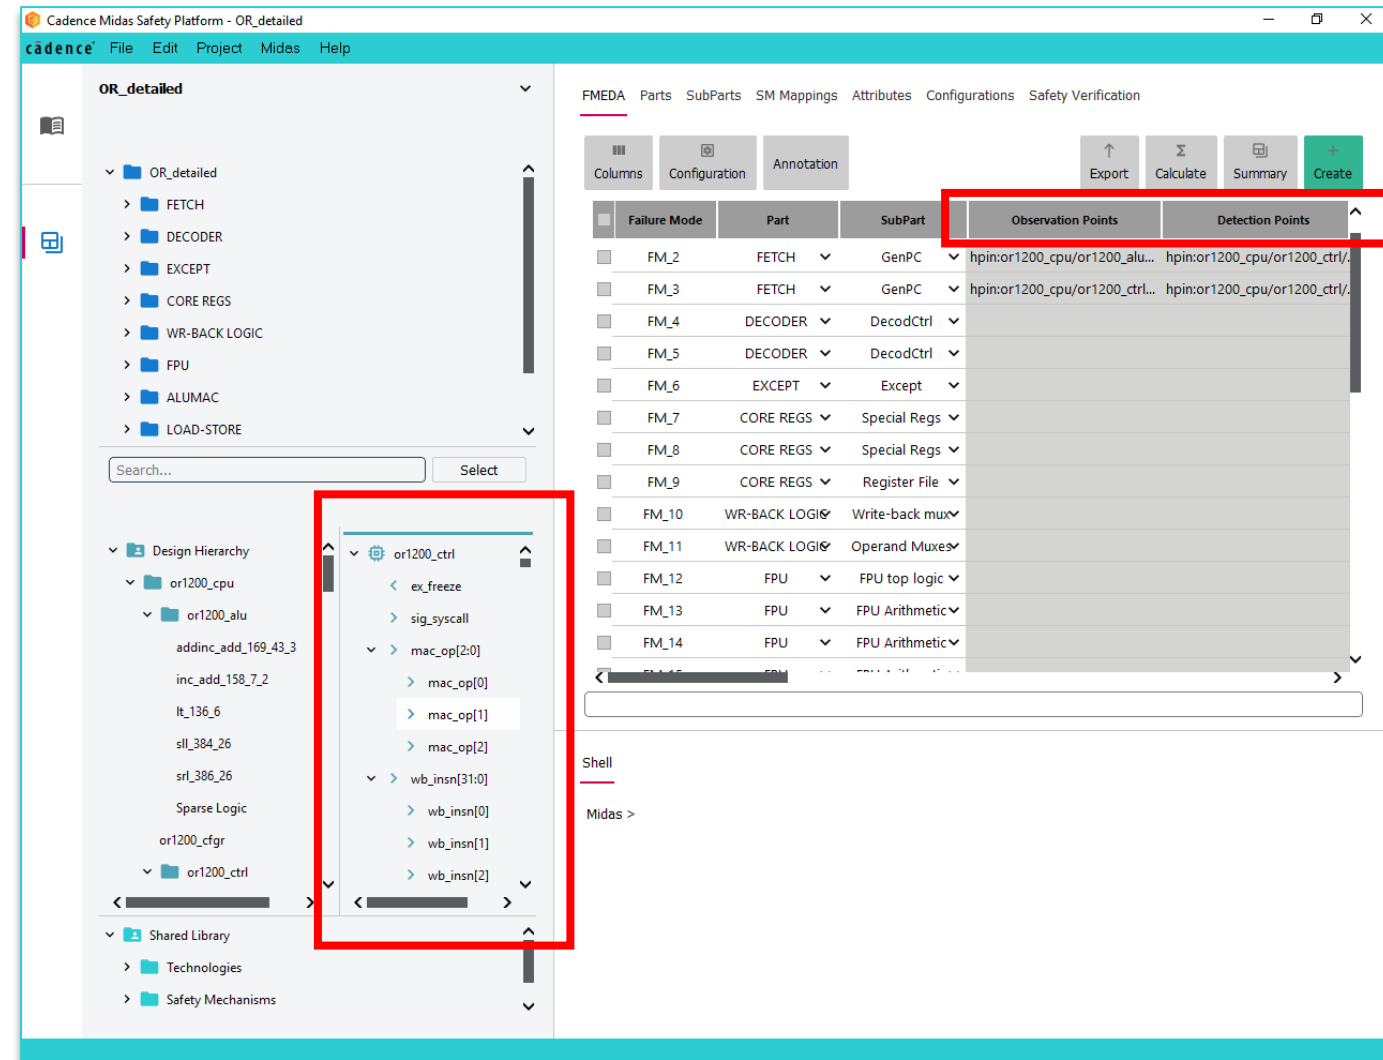 Cadence Midas Safety Platform - OR_detailed
cādence File Edit Project Midas Help
OR_detailed
OR_detailed
FETCH
DECODER
EXCEPT
CORE REGS
WR-BACK LOGIC
FPU
ALUMAC
LOAD-STORE
Search...
Select
Design Hierarchy
or1200_cpu
or1200_alu
addinc_add_169_43_3
inc_add_158_7_2
lt_136_6
sll_384_26
srl_386_26
Sparse Logic
or1200_cfgr
or1200_ctrl
or1200_ctrl
ex_freeze
sig_syscall
mac_op[2:0]
mac_op[0]
mac_op[1]
mac_op[2]
wb_insn[31:0]
wb_insn[0]
wb_insn[1]
wb_insn[2]
Shared Library
Technologies
Safety Mechanisms
FMEDA Parts SubParts SM Mappings Attributes Configurations Safety Verification
Columns Configuration Annotation Export Calculate Summary Create
Failure Mode Part SubPart Observation Points Detection Points
FM_2 FETCH GenPC hpin:or1200_cpu/or1200_alu... hpin:or1200_cpu/or1200_ctrl/.
FM_3 FETCH GenPC hpin:or1200_cpu/or1200_ctrl... hpin:or1200_cpu/or1200_ctrl/.
FM_4 DECODER DecodCtrl
FM_5 DECODER DecodCtrl
FM_6 EXCEPT Except
FM_7 CORE REGS Special Regs
FM_8 CORE REGS Special Regs
FM_9 CORE REGS Register File
FM_10 WR-BACK LOGIC Write-back mux
FM_11 WR-BACK LOGIC Operand Muxes
FM_12 FPU FPU top logic
FM_13 FPU FPU Arithmetic
FM_14 FPU FPU Arithmetic
Shell
Midas >